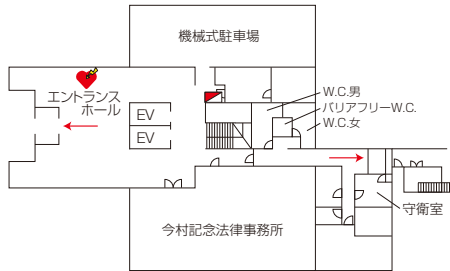 機械式駐車場
エントランス
ホール
EV
EV
W.C.男
バリアフリーW.C.
W.C.女
守衛室
今村記念法律事務所